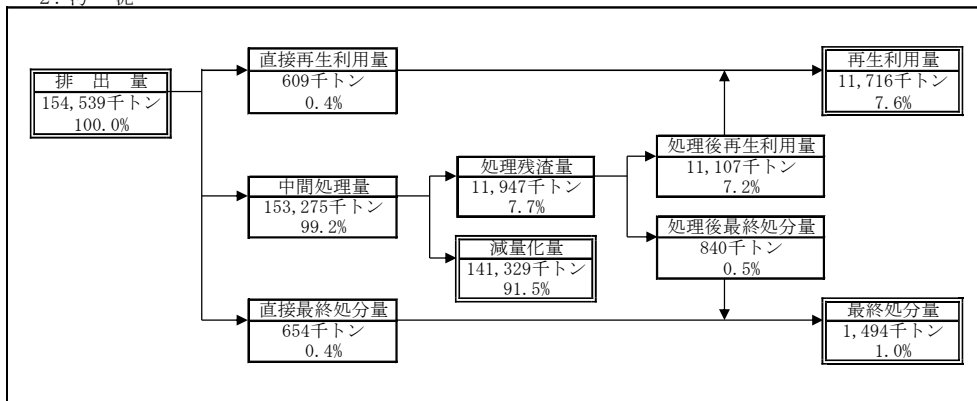 2．汚　泥
排　出　量
154,539千トン
100.0%
直接再生利用量
609千トン
0.4%
再生利用量
11,716千トン
7.6%
中間処理量
153,275千トン
99.2%
処理残渣量
11,947千トン
7.7%
処理後再生利用量
11,107千トン
7.2%
減量化量
141,329千トン
91.5%
処理後最終処分量
840千トン
0.5%
直接最終処分量
654千トン
0.4%
最終処分量
1,494千トン
1.0%